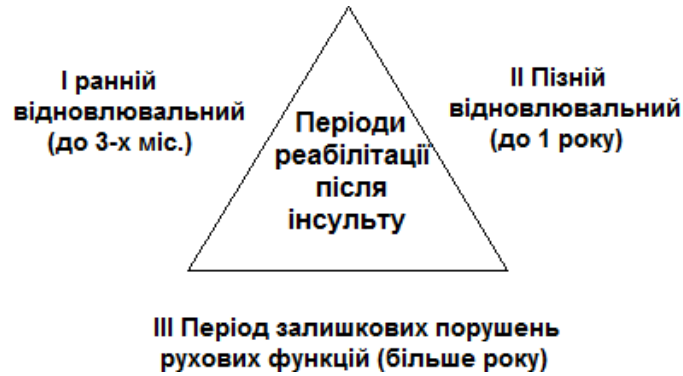 І ранній
відновлювальний
(до 3-х міс.)
ІІ Пізній
відновлювальний
(до 1 року)
Періоди
реабілітації
після
інсульту
ІІІ Період залишкових порушень
рухових функцій (більше року)